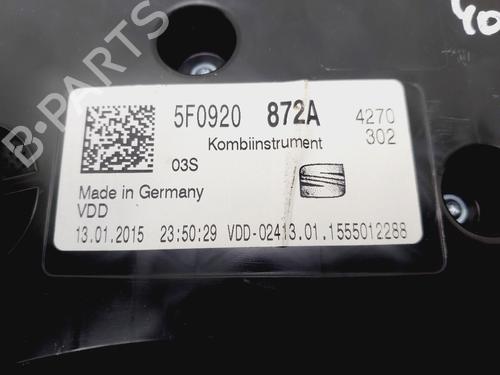 40
B-PARTS
5F0920 872A 4270
Kombiinstrument 302
03S
Made in Germany
VDD
13.01.2015 23:50:29 VDD-02413.01.1555012288